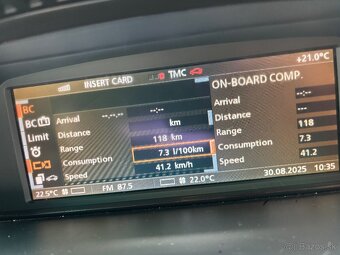 +21.0°C
INSERT CARD TMC
ON-BOARD COMP.
BC
BC
Limit
Arrival --.--.-- --:--
Distance km
Range 118 km
Consumption 7.3 l/100km
Speed 41.2 km/h
Arrival --:--
Distance ---
Range 118
Consumption 7.3
Speed 41.2
22.5°C FM 87.5 22.0°C 30.08.2025 10:35